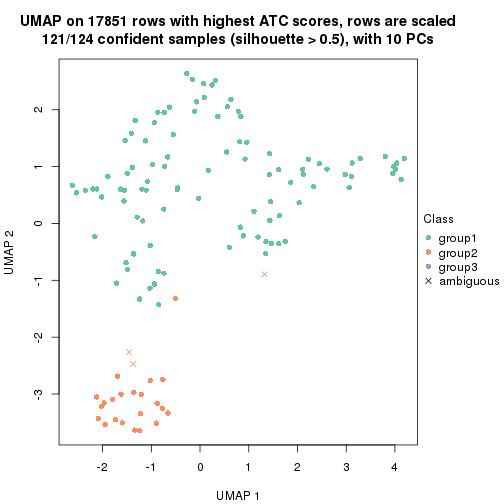 UMAP on 17851 rows with highest ATC scores, rows are scaled
121/124 confident samples (silhouette > 0.5), with 10 PCs
2
1
0
-1
-2
-3
UMAP 2
-2
-1
0
1
2
3
4
UMAP 1
Class
group1
group2
group3
ambiguous